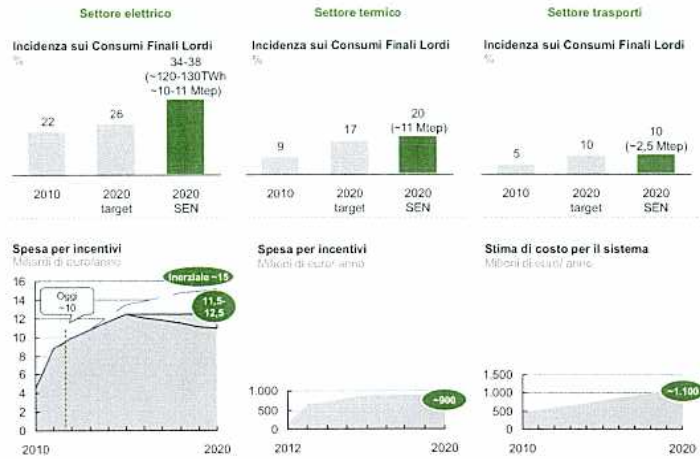 Settore elettrico
Incidenza sui Consumi Finali Lordi
%
34-38
(~120-130TWh
~10-11 Mtep)
22
26
2010
2020
target
2020
SEN
Settore termico
Incidenza sui Consumi Finali Lordi
%
9
17
20
(~11 Mtep)
2010
2020
target
2020
SEN
Settore trasporti
Incidenza sui Consumi Finali Lordi
%
5
10
10
(~2,5 Mtep)
2010
2020
target
2020
SEN
Spesa per incentivi
Miliardi di euro/anno
Inerziale ~15
Oggi
~10
11,5-
12,5
16
14
12
10
8
6
4
2
0
2010
2020
Spesa per incentivi
Milioni di euro/ anno
1.000
500
0
~900
2012
2020
Stima di costo per il sistema
Milioni di euro/ anno
1.500
1.000
500
0
~1.100
2010
2020